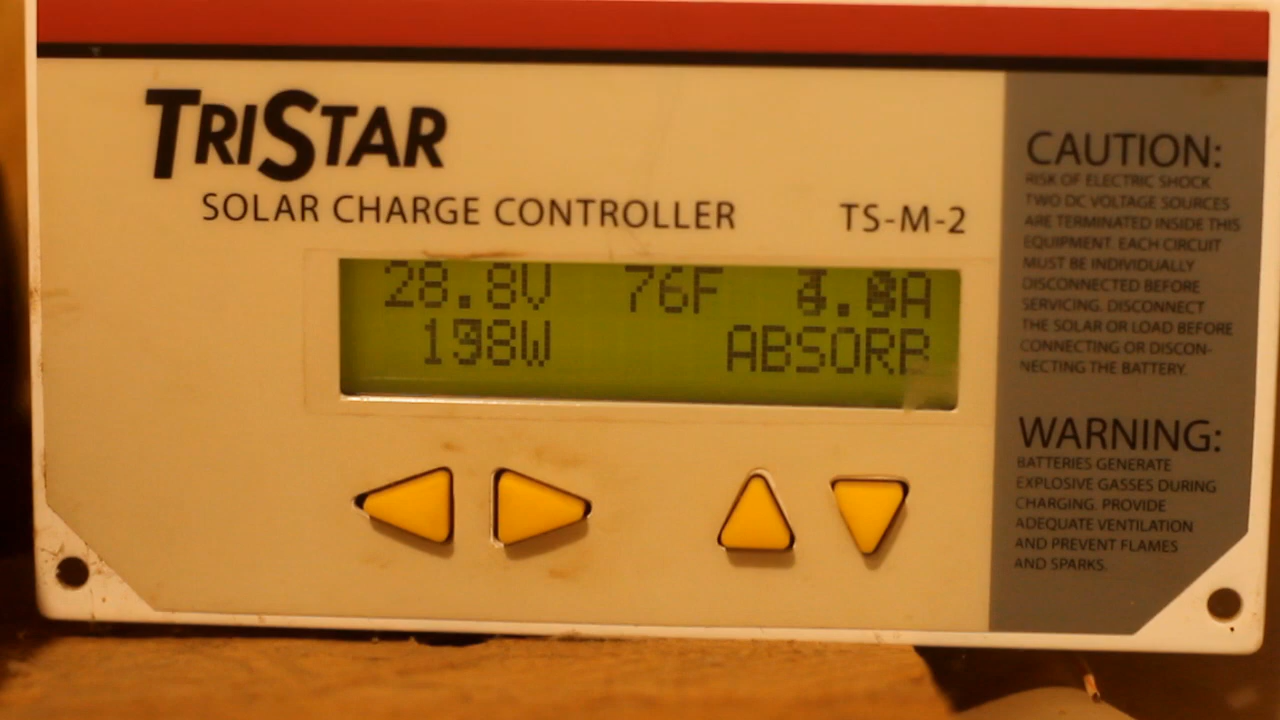 TRISTAR
SOLAR CHARGE CONTROLLER TS-M-2
28.8V 76F
ABSORB
CAUTION:
RISK OF ELECTRIC SHOCK
TWO DC VOLTAGE SOURCES
ARE TERMINATED INSIDE THIS
EQUIPMENT. EACH CIRCUIT
MUST BE INDIVIDUALLY
DISCONNECTED BEFORE
SERVICING. DISCONNECT
THE SOLAR OR LOAD BEFORE
CONNECTING OR DISCON-
NECTING THE BATTERY.
WARNING:
BATTERIES GENERATE
EXPLOSIVE GASSES DURING
CHARGING. PROVIDE
ADEQUATE VENTILATION
AND PREVENT FLAMES
AND SPARKS.